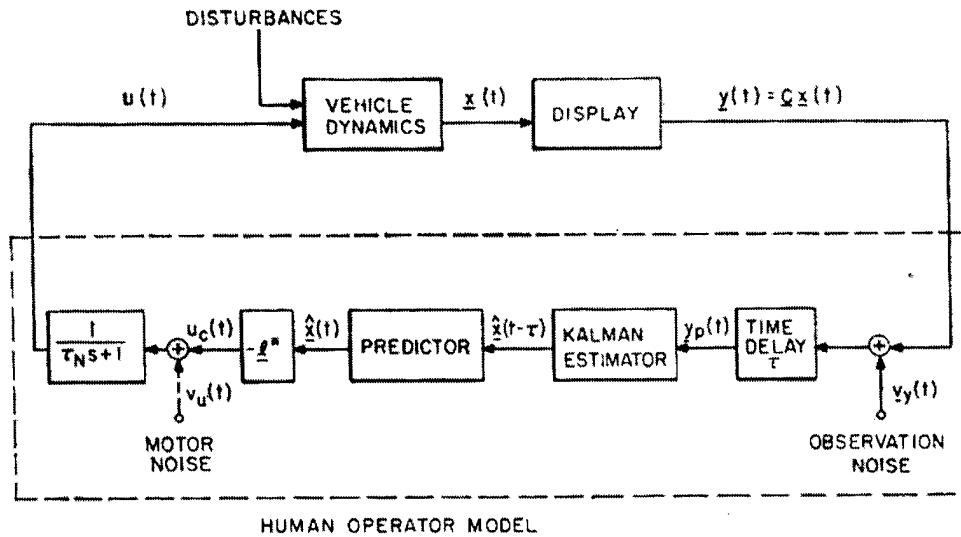 DISTURBANCES
u(t)
VEHICLE
DYNAMICS
x(t)
DISPLAY
y(t) = C x(t)
1
τNs+1
uc(t)
-ℓ*
x̂(t)
PREDICTOR
x̂(t-τ)
KALMAN
ESTIMATOR
yp(t)
TIME
DELAY
τ
vu(t)
vy(t)
MOTOR
NOISE
OBSERVATION
NOISE
HUMAN OPERATOR MODEL